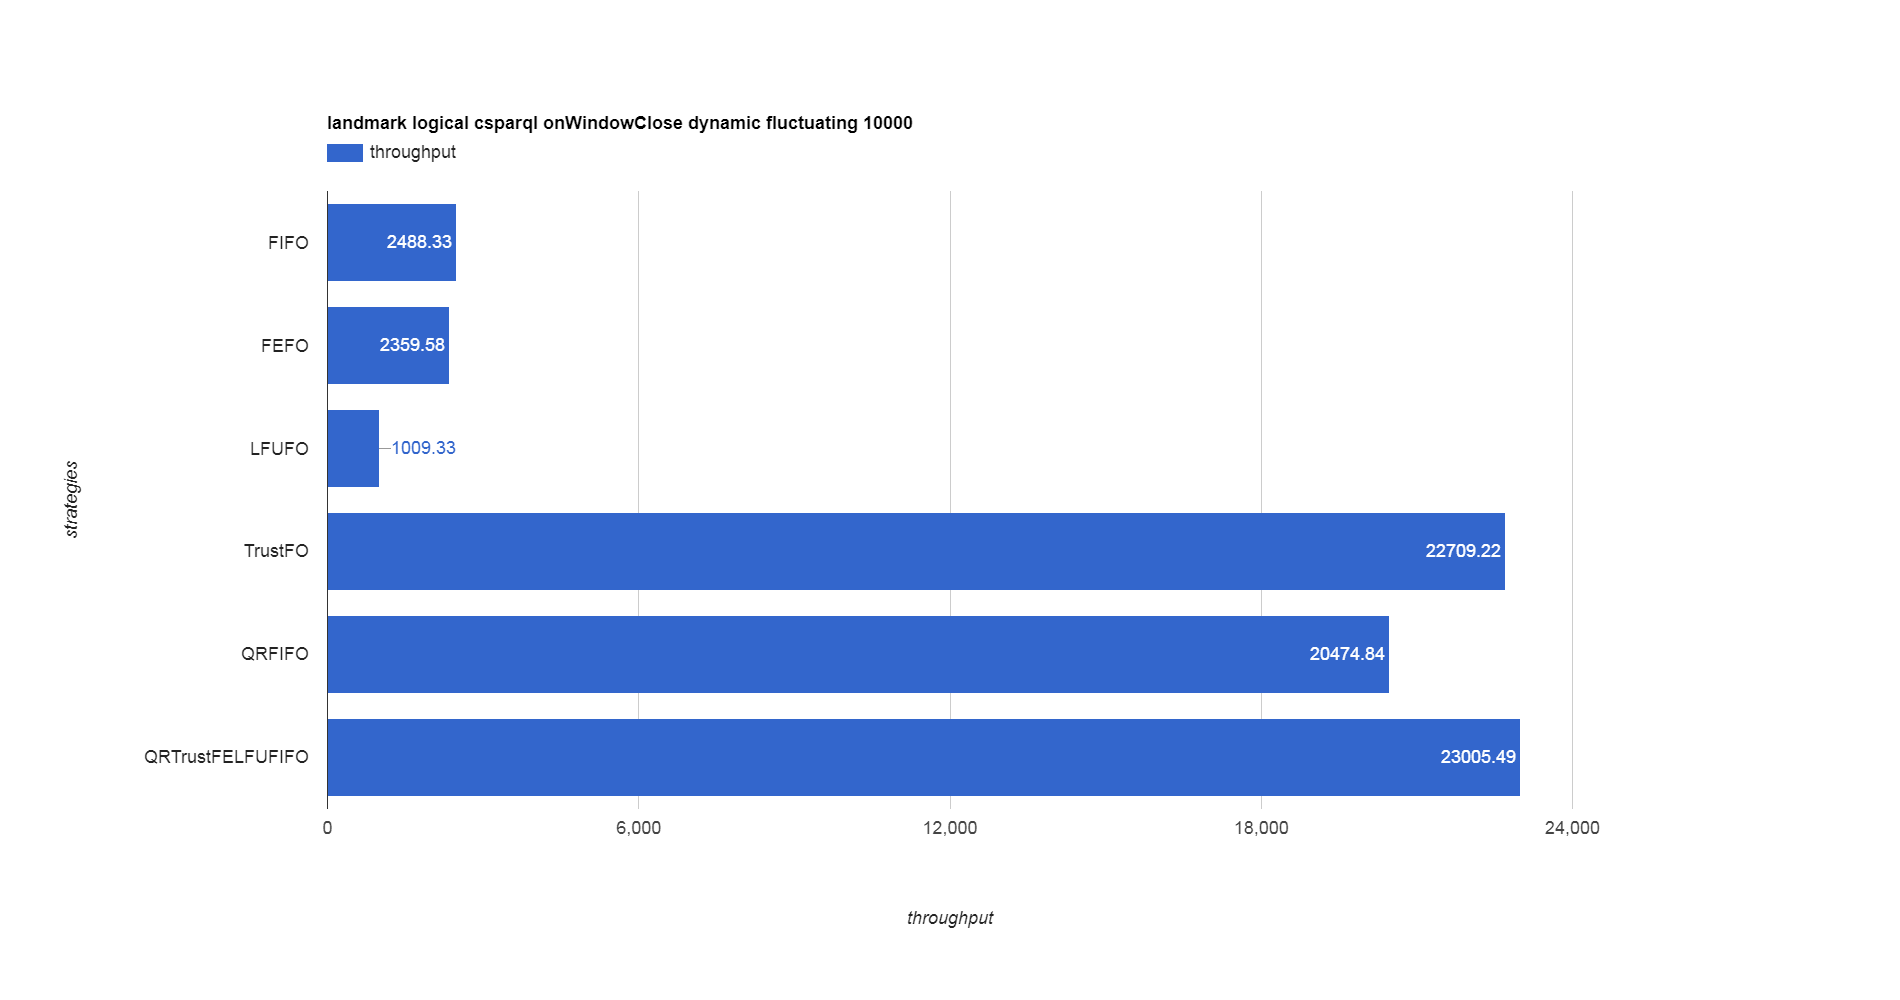 landmark logical csparql onWindowClose dynamic fluctuating 10000
throughput
FIFO
2488.33
FEFO
2359.58
LFUFO
1009.33
TrustFO
22709.22
QRFIFO
20474.84
QRTrustFELFUFIFO
23005.49
strategies
0
6,000
12,000
18,000
24,000
throughput